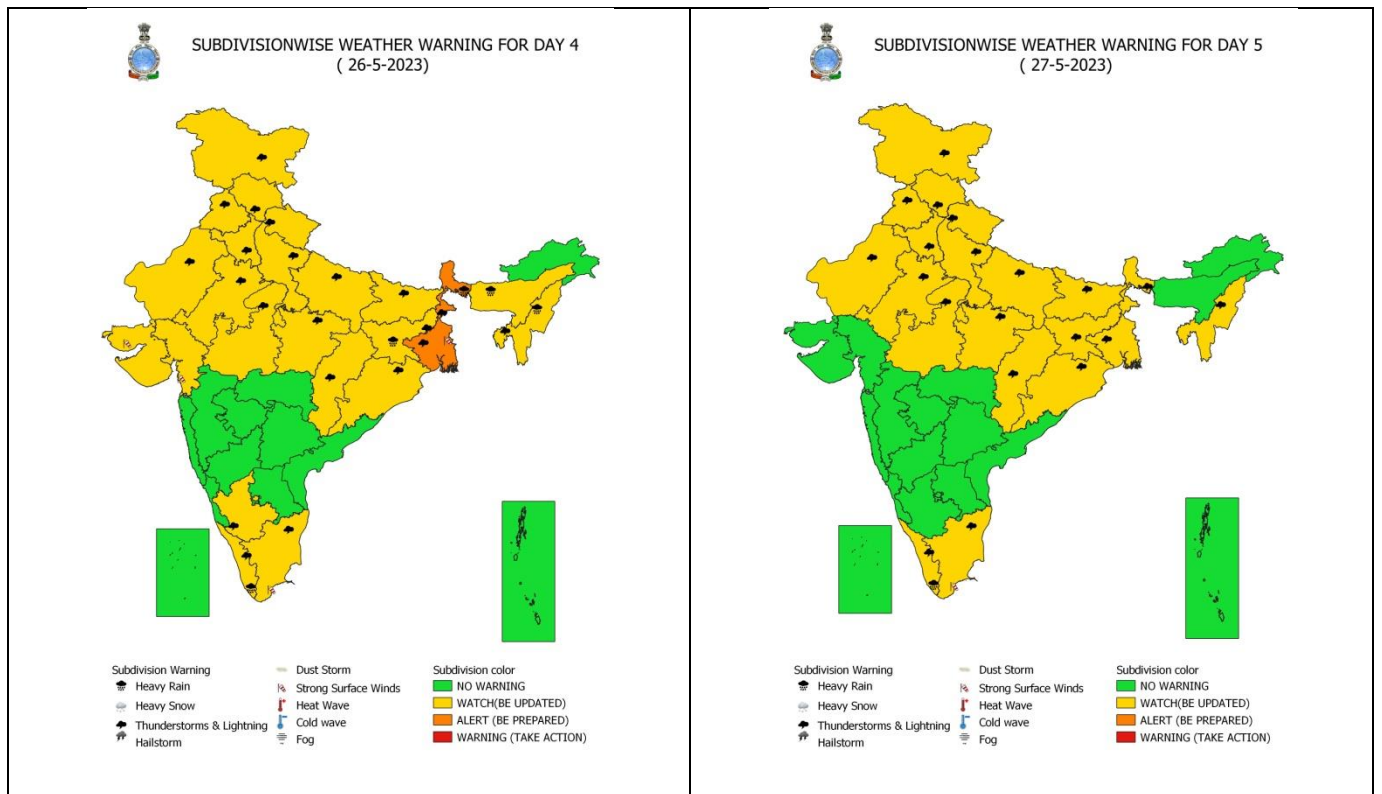 SUBDIVISIONWISE WEATHER WARNING FOR DAY 4
( 26-5-2023)
Subdivision Warning
Heavy Rain
Heavy Snow
Thunderstorms & Lightning
Hailstorm
Dust Storm
Strong Surface Winds
Heat Wave
Cold wave
Fog
Subdivision color
NO WARNING
WATCH(BE UPDATED)
ALERT (BE PREPARED)
WARNING (TAKE ACTION)
SUBDIVISIONWISE WEATHER WARNING FOR DAY 5
( 27-5-2023)
Subdivision Warning
Heavy Rain
Heavy Snow
Thunderstorms & Lightning
Hailstorm
Dust Storm
Strong Surface Winds
Heat Wave
Cold wave
Fog
Subdivision color
NO WARNING
WATCH(BE UPDATED)
ALERT (BE PREPARED)
WARNING (TAKE ACTION)